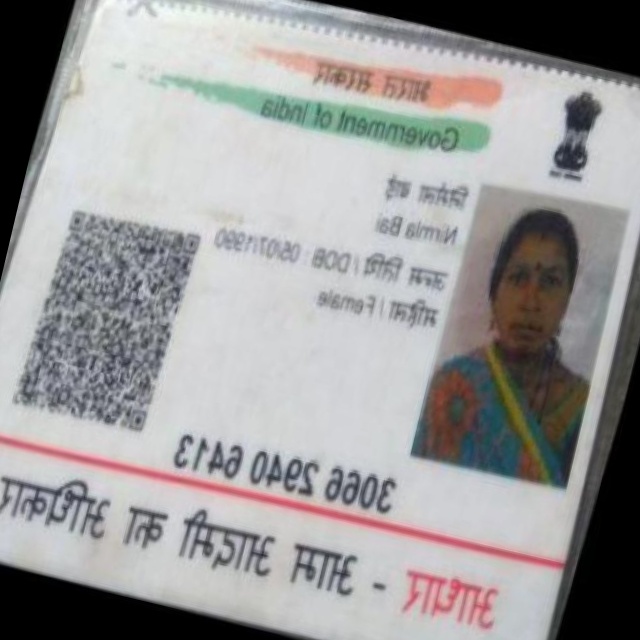 भारत सरकार
Government of India
निर्मला बाई
Nirmla Bai
जन्म तिथि / DOB : 05/07/1990
महिला / Female
3066 2940 6413
आधार - आम आदमी का अधिकार